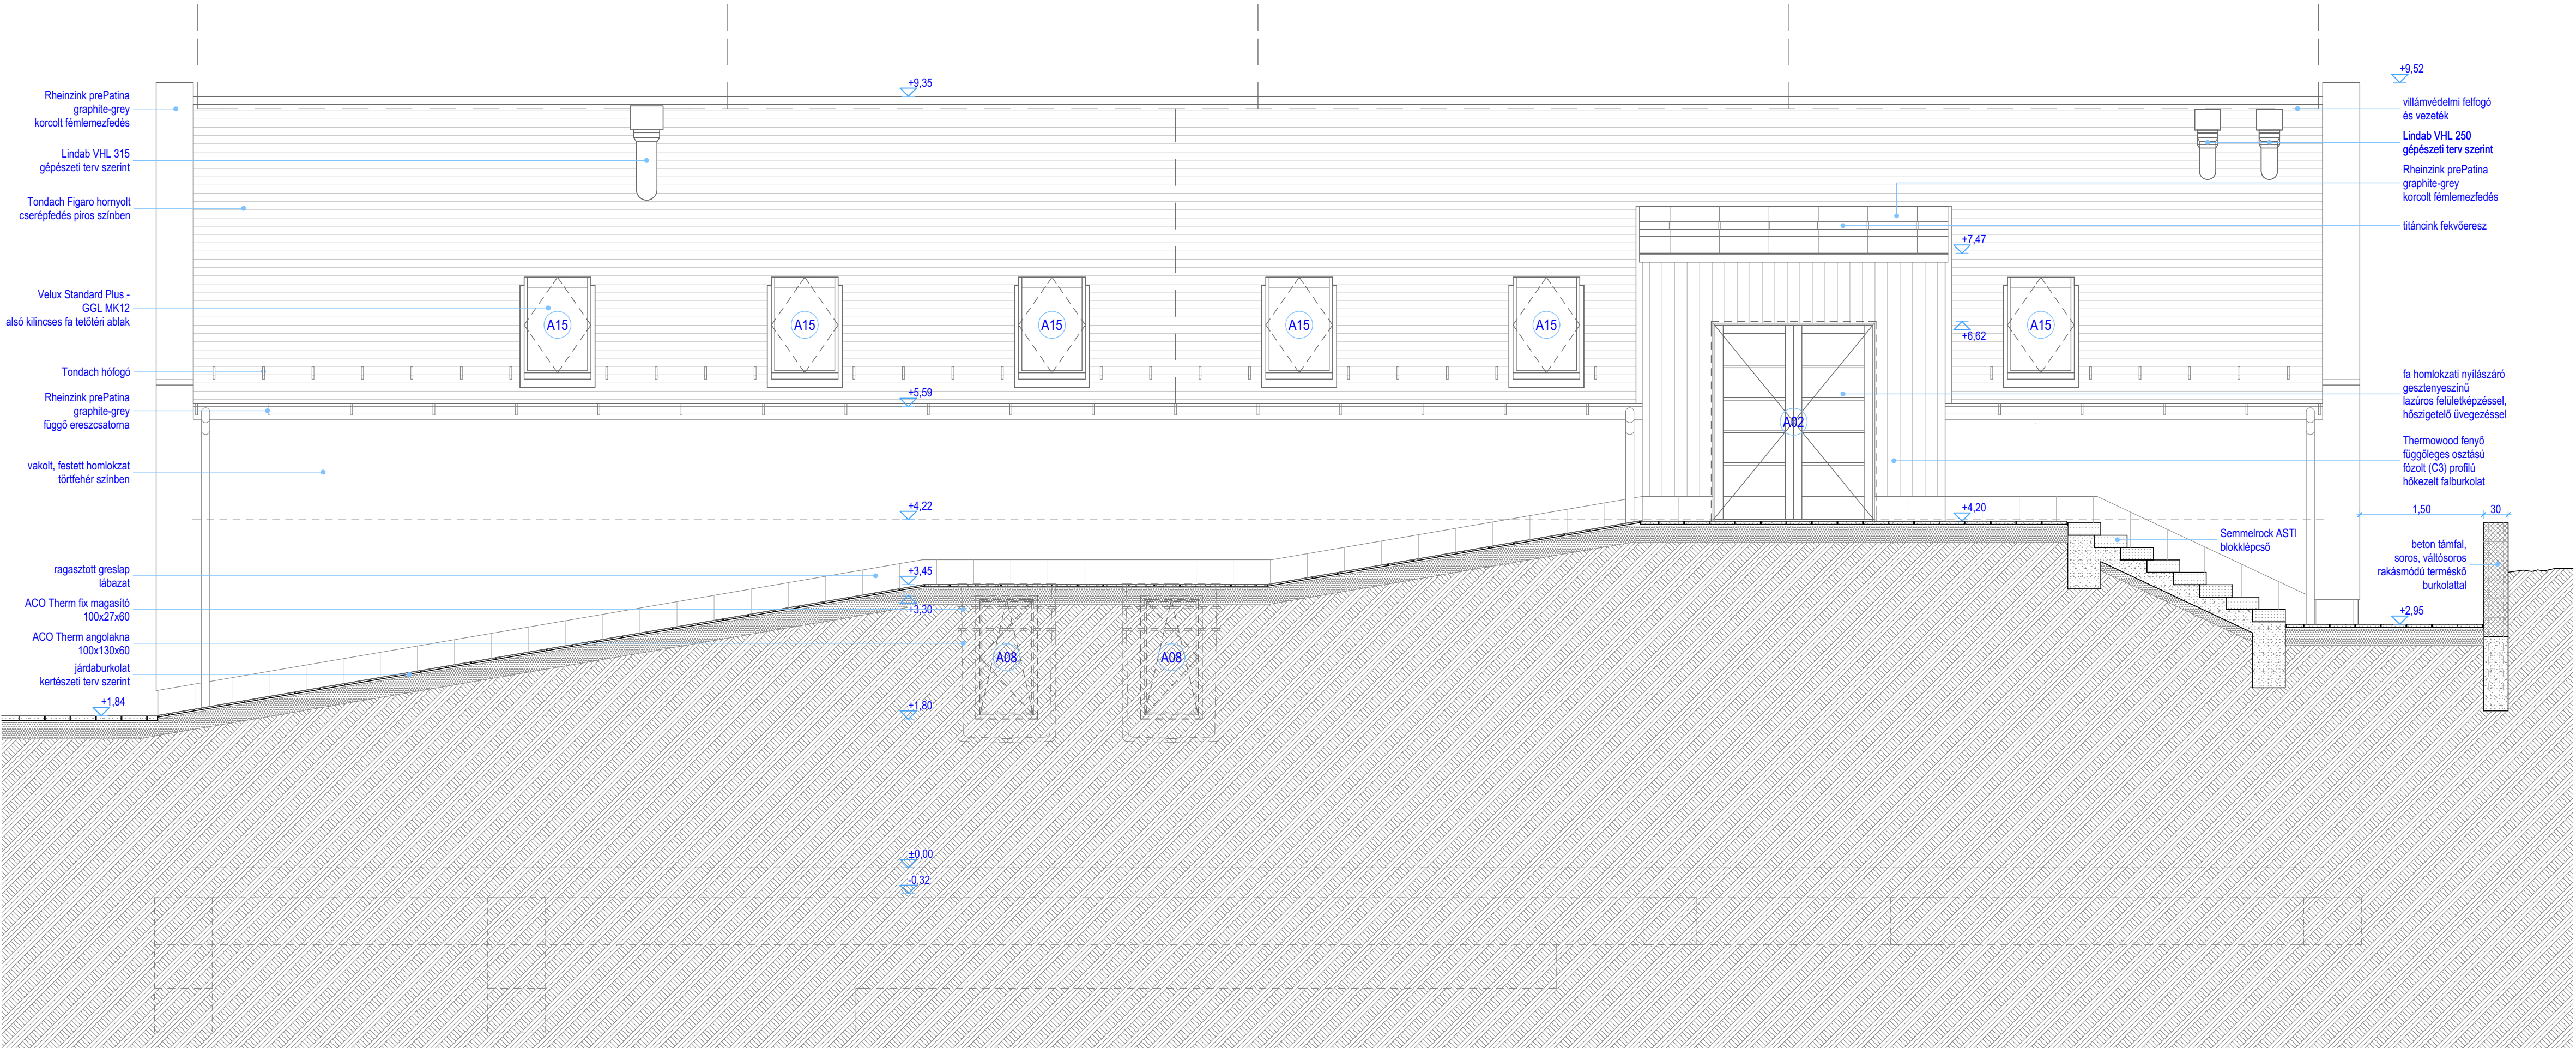 +9,35
+9,52
Rheinzink prePatina
graphite-grey
korcolt fémlemezfedés
Lindab VHL 315
gépészeti terv szerint
Tondach Figaro hornyolt
cserépfedés piros színben
Velux Standard Plus -
GGL MK12
alsó kilincses fa tetőtéri ablak
Tondach hófogó
Rheinzink prePatina
graphite-grey
függő ereszcsatorna
vakolt, festett homlokzat
törtfehér színben
ragasztott greslap
lábazat
ACO Therm fix magasító
100x27x60
ACO Therm angolakna
100x130x60
járdaburkolat
kertészeti terv szerint
+1,84
A15
A15
A15
A15
A15
A15
A02
A08
A08
+5,59
+4,22
+3,45
+3,30
+1,80
±0,00
-0,32
+7,47
+6,62
+4,20
villámvédelmi felfogó
és vezeték
Lindab VHL 250
gépészeti terv szerint
Rheinzink prePatina
graphite-grey
korcolt fémlemezfedés
titáncink fekvőeresz
fa homlokzati nyílászáró
gesztenyeszínű
lazúros felületképzéssel,
hőszigetelő üvegezéssel
Thermowood fenyő
függőleges osztású
fózolt (C3) profilú
hőkezelt falburkolat
1,50
30
Semmelrock ASTI
blokklépcső
beton támfal,
soros, váltósoros
rakásmódú terméskő
burkolattal
+2,95